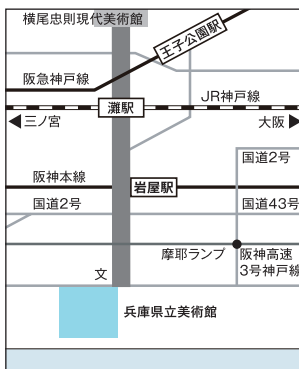 横尾忠則現代美術館
王子公園駅
阪急神戸線
灘駅
JR神戸線
三ノ宮
大阪
国道2号
阪神本線
岩屋駅
国道2号
国道43号
摩耶ランプ
阪神高速
3号神戸線
文
兵庫県立美術館